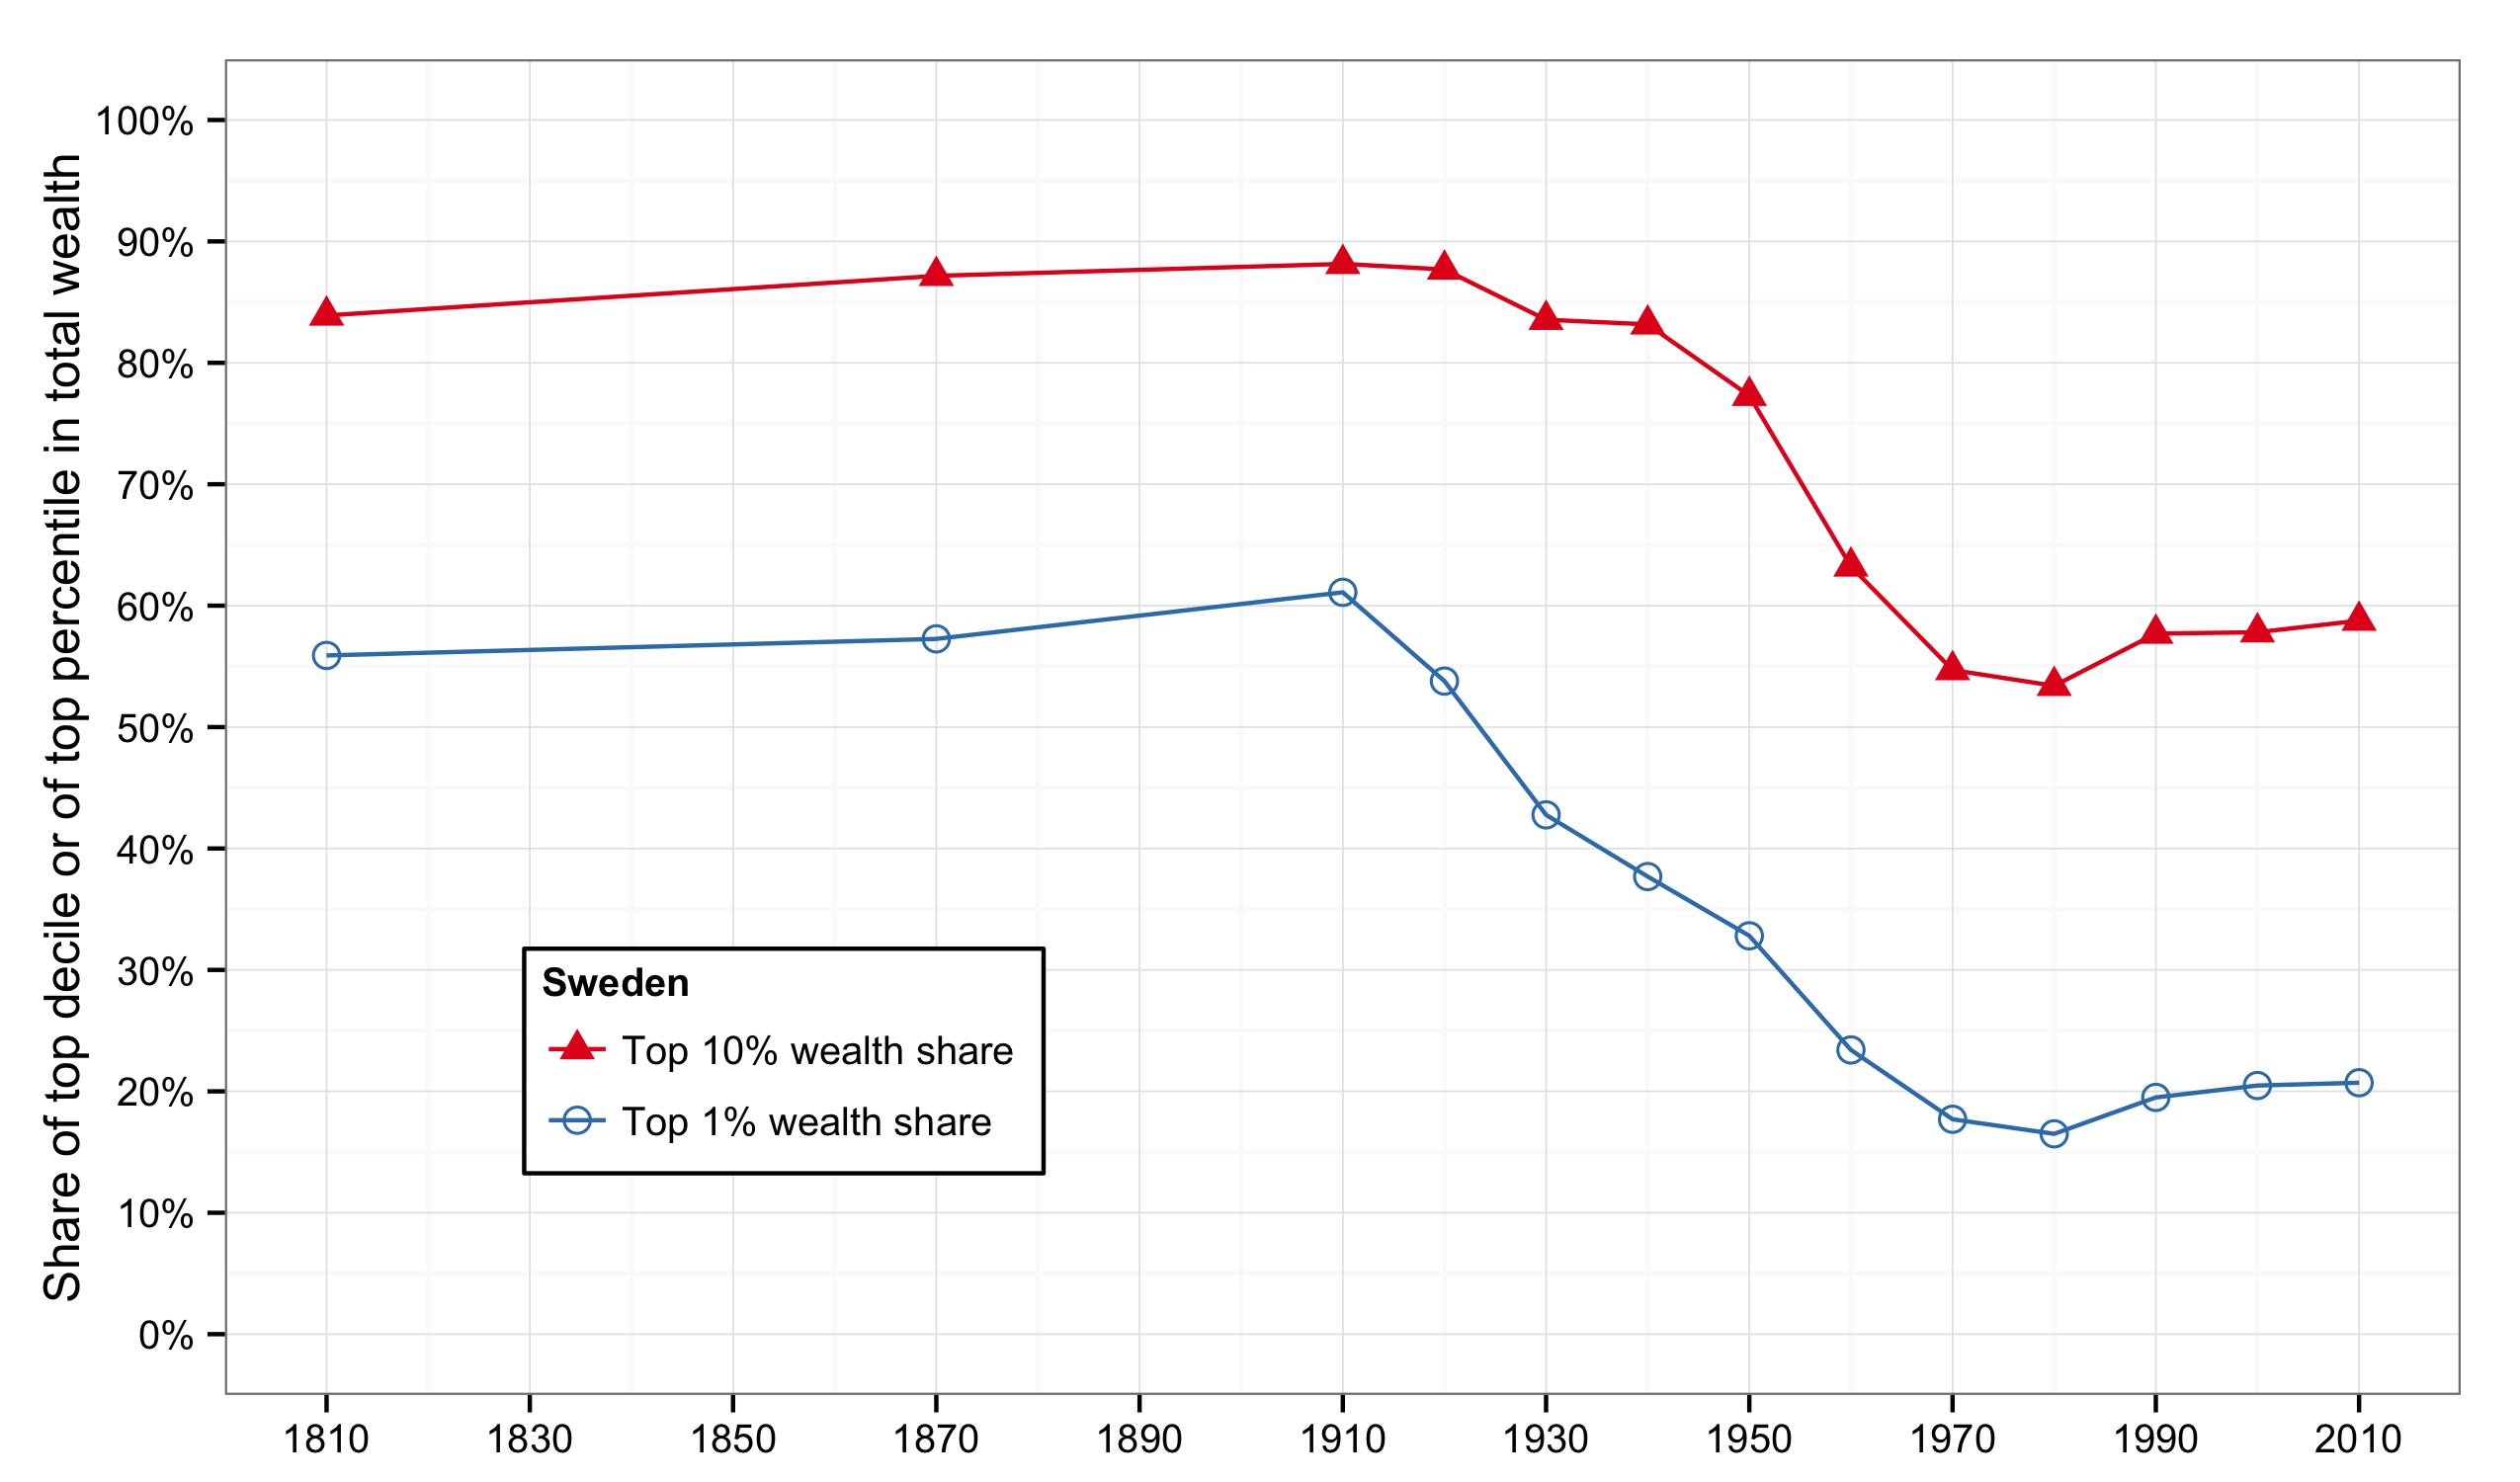 Share of top decile or of top percentile in total wealth
100%
90%
80%
70%
60%
50%
40%
30%
20%
10%
0%
Sweden
Top 10% wealth share
Top 1% wealth share
1810 1830 1850 1870 1890 1910 1930 1950 1970 1990 2010